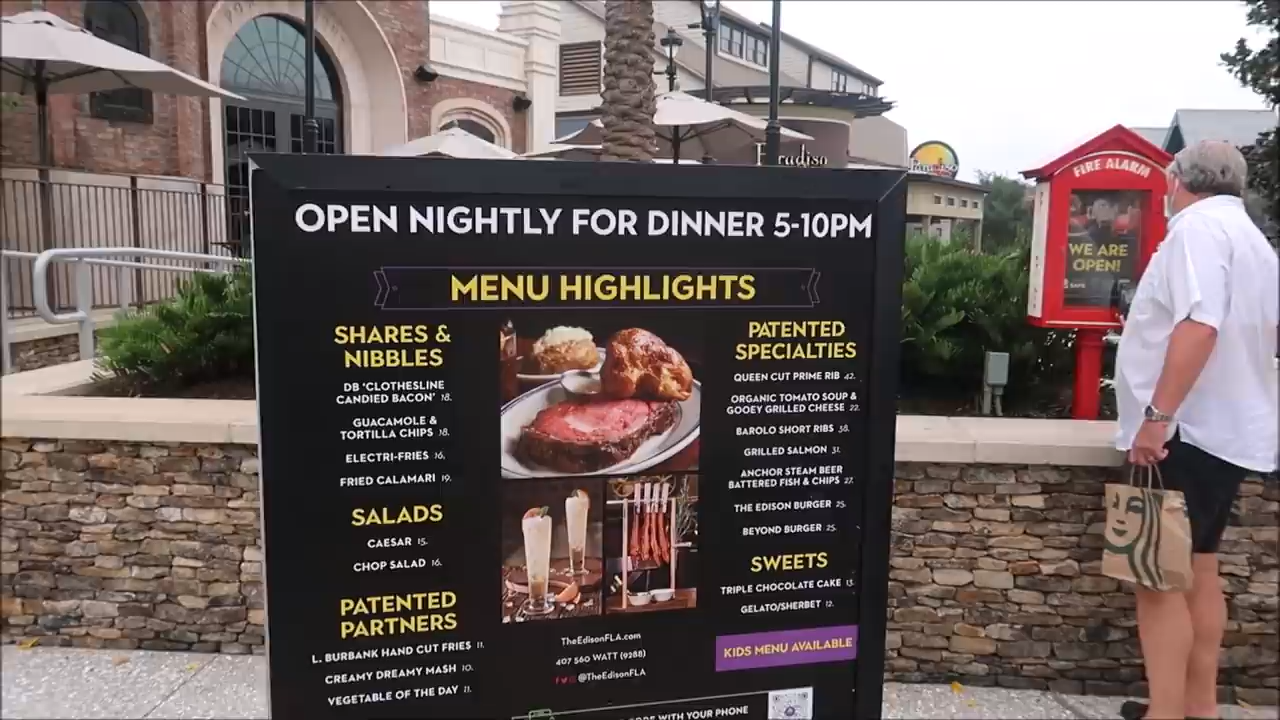 OPEN NIGHTLY FOR DINNER 5-10PM
MENU HIGHLIGHTS
SHARES &
NIBBLES
DB 'CLOTHESLINE
CANDIED BACON' 18.
GUACAMOLE &
TORTILLA CHIPS 18.
ELECTRI-FRIES 16.
FRIED CALAMARI 19.
SALADS
CAESAR 15.
CHOP SALAD 16.
PATENTED
PARTNERS
L. BURBANK HAND CUT FRIES 11.
CREAMY DREAMY MASH 10.
VEGETABLE OF THE DAY 11.
TheEdisonFLA.com
407 560 WATT (9288)
@TheEdisonFLA
PATENTED
SPECIALTIES
QUEEN CUT PRIME RIB 42.
ORGANIC TOMATO SOUP &
GOOEY GRILLED CHEESE 22.
BAROLO SHORT RIBS 38.
GRILLED SALMON 31.
ANCHOR STEAM BEER
BATTERED FISH & CHIPS 27.
THE EDISON BURGER 25.
BEYOND BURGER 25.
SWEETS
TRIPLE CHOCOLATE CAKE 13.
GELATO/SHERBET 12.
KIDS MENU AVAILABLE
WITH YOUR PHONE
FIRE ALARM
WE ARE
OPEN!